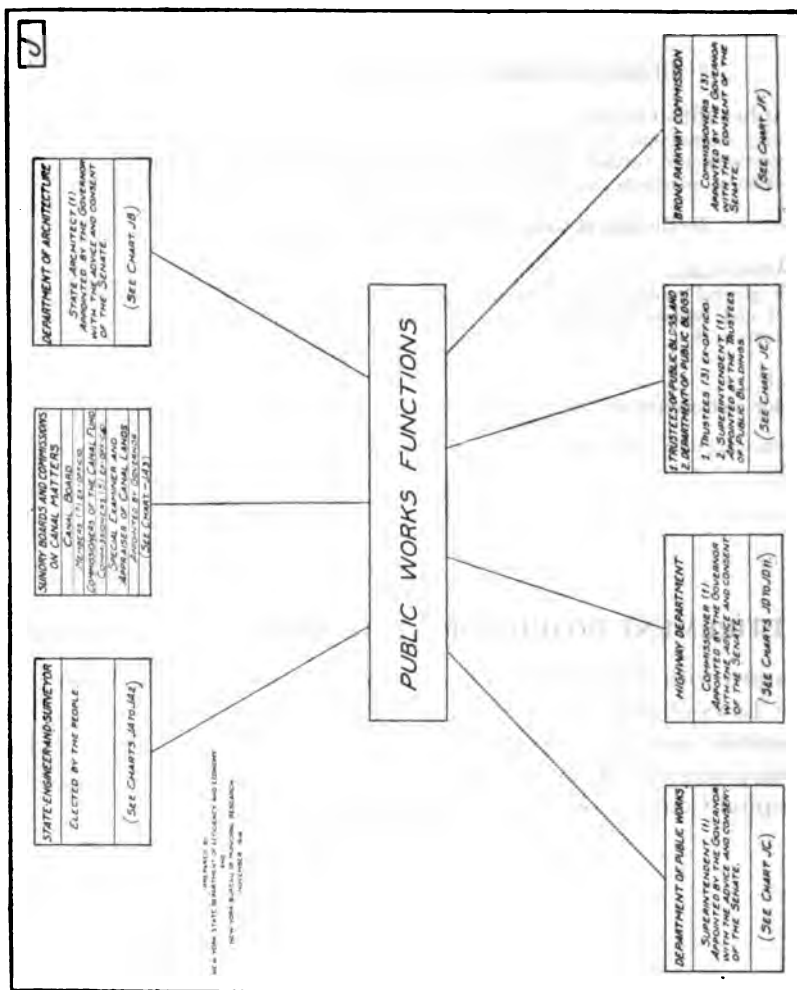 J
STATE-ENGINEER-AND-SURVEYOR
ELECTED BY THE PEOPLE.
(SEE CHARTS JA TO JA2)
SUNDRY BOARDS AND COMMISSIONS
ON CANAL MATTERS
CANAL BOARD
MEMBERS (7) EX-OFFICIO
COMMISSIONERS OF THE CANAL FUND
COMMISSIONERS (5) EX-OFFICIO
SPECIAL EXAMINER AND
APPRAISER OF CANAL LANDS
APPOINTED BY GOVERNOR
(SEE CHART-JA3)
DEPARTMENT OF ARCHITECTURE
STATE ARCHITECT (1)
APPOINTED BY THE GOVERNOR
WITH THE ADVICE AND CONSENT
OF THE SENATE.
(SEE CHART JB)
PREPARED BY
NEW YORK STATE DEPARTMENT OF EFFICIENCY AND ECONOMY
AND
NEW YORK BUREAU OF MUNICIPAL RESEARCH
NOVEMBER 1914
PUBLIC WORKS FUNCTIONS
DEPARTMENT OF PUBLIC WORKS
SUPERINTENDENT (1)
APPOINTED BY THE GOVERNOR
WITH THE ADVICE AND CONSENT
OF THE SENATE.
(SEE CHART JC)
HIGHWAY DEPARTMENT
COMMISSIONER (1)
APPOINTED BY THE GOVERNOR
WITH THE ADVICE AND CONSENT
OF THE SENATE.
(SEE CHARTS JD TO JD11)
1. TRUSTEES OF PUBLIC BLDGS. AND
2. DEPARTMENT OF PUBLIC BLDGS.
1. TRUSTEES (3) EX-OFFICIO
2. SUPERINTENDENT (1)
APPOINTED BY THE TRUSTEES
OF PUBLIC BUILDINGS.
(SEE CHART JE)
BRONX PARKWAY COMMISSION
COMMISSIONERS (3)
APPOINTED BY THE GOVERNOR
WITH THE CONSENT OF THE
SENATE.
(SEE CHART JF)